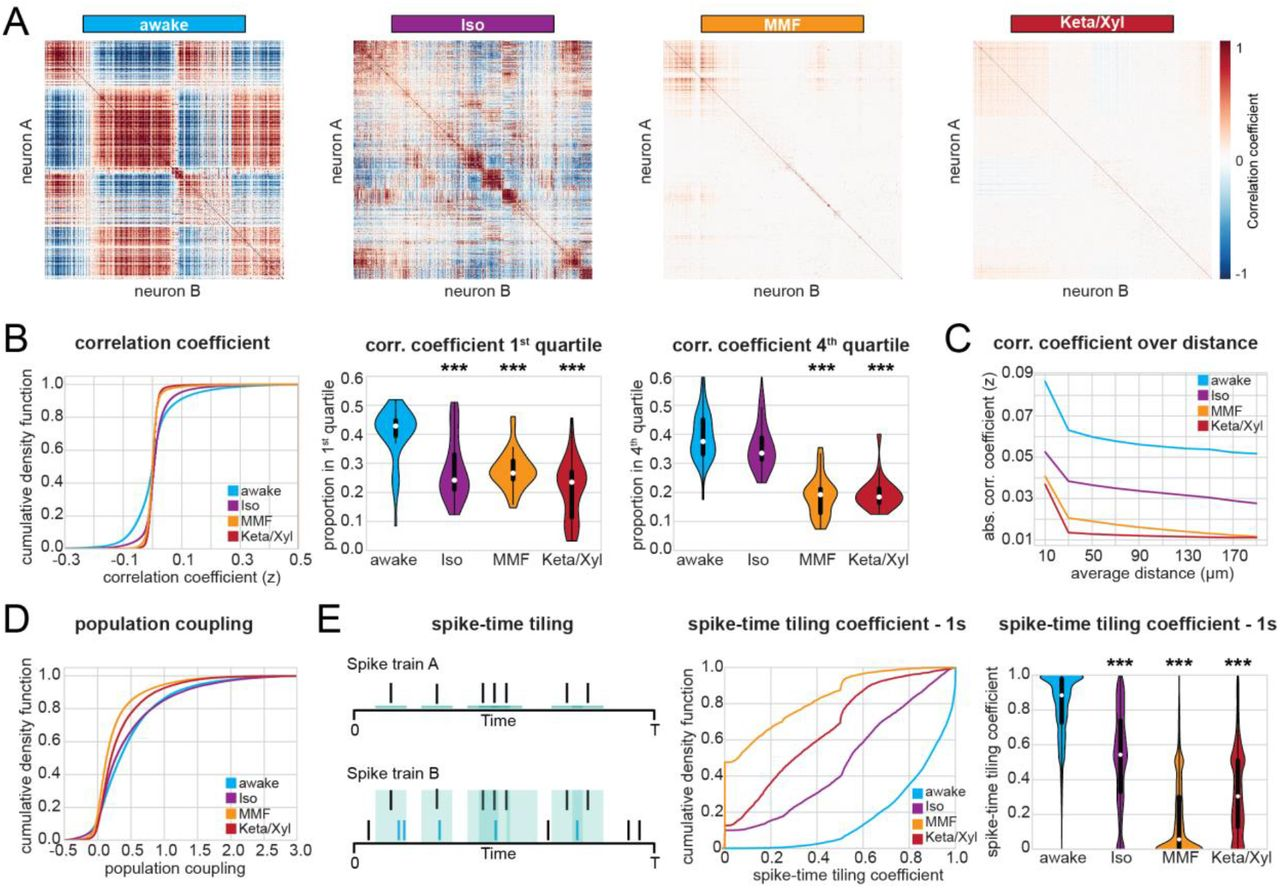 A
awake
Iso
MMF
Keta/Xyl
neuron A
neuron A
neuron A
neuron A
neuron B
neuron B
neuron B
neuron B
1
0
-1
Correlation coefficient
B
correlation coefficient
cumulative density function
1.0
0.8
0.6
0.4
0.2
0
-0.3
-0.1
0.1
0.3
0.5
correlation coefficient (z)
awake
Iso
MMF
Keta/Xyl
corr. coefficient 1st quartile
*** *** ***
proportion in 1st quartile
0.6
0.5
0.4
0.3
0.2
0.1
0.0
awake Iso MMF Keta/Xyl
corr. coefficient 4th quartile
*** ***
proportion in 4th quartile
0.6
0.5
0.4
0.3
0.2
0.1
0.0
awake Iso MMF Keta/Xyl
C
corr. coefficient over distance
abs. corr. coefficient (z)
0.09
0.07
0.05
0.03
0.01
10 50 90 130 170
average distance (µm)
awake
Iso
MMF
Keta/Xyl
D
population coupling
cumulative density function
1.0
0.8
0.6
0.4
0.2
0
-0.5 0.0 0.5 1.0 1.5 2.0 2.5 3.0
population coupling
awake
Iso
MMF
Keta/Xyl
E
spike-time tiling
Spike train A
0 Time T
Spike train B
0 Time T
spike-time tiling coefficient - 1s
cumulative density function
1.0
0.8
0.6
0.4
0.2
0
0 0.2 0.4 0.6 0.8 1.0
spike-time tiling coefficient
awake
Iso
MMF
Keta/Xyl
spike-time tiling coefficient - 1s
*** *** ***
spike-time tiling coefficient
1.0
0.8
0.6
0.4
0.2
0
awake Iso MMF Keta/Xyl